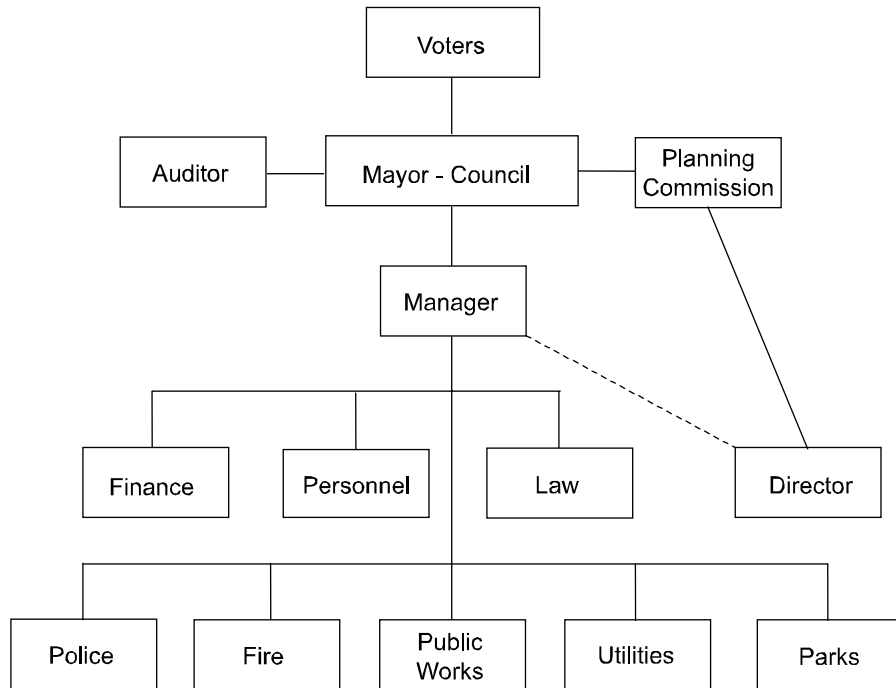 Voters
Auditor
Mayor - Council
Planning
Commission
Manager
Finance
Personnel
Law
Director
Police
Fire
Public
Works
Utilities
Parks